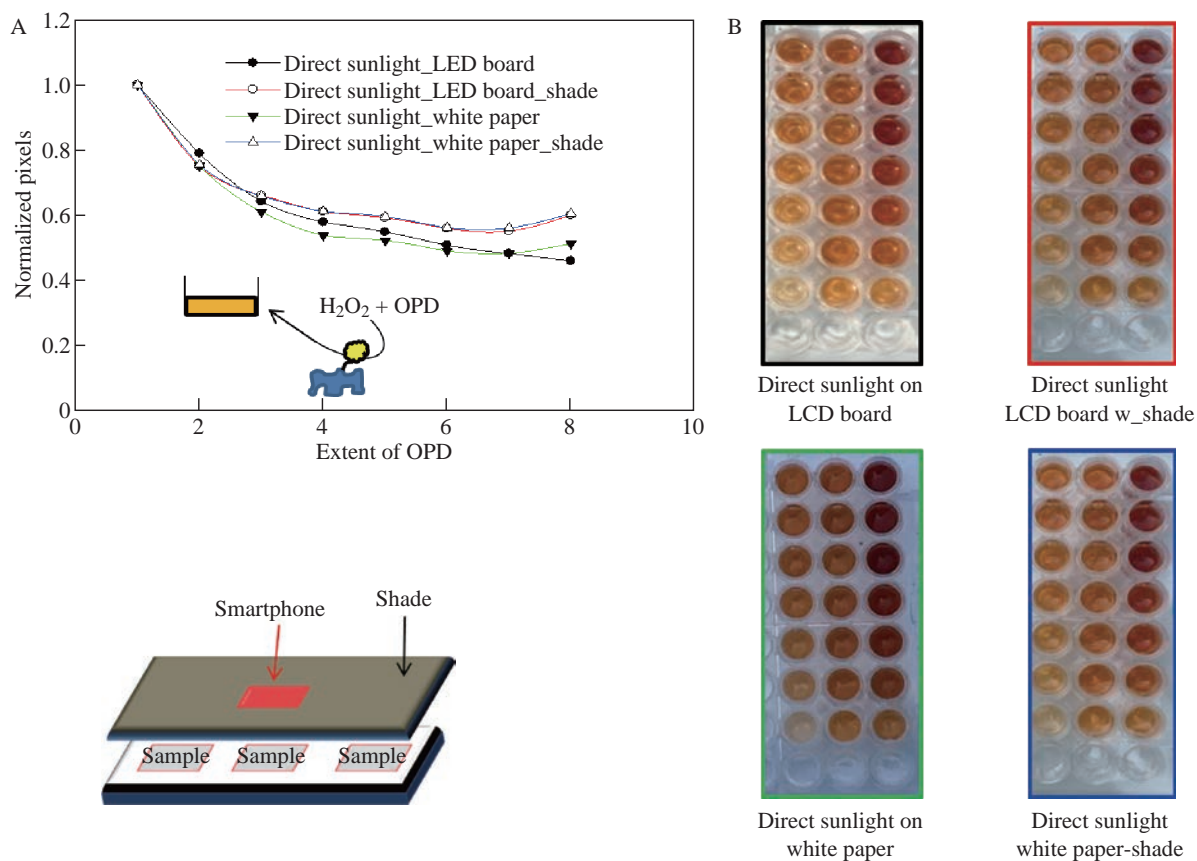 A
1.2
1.0
0.8
0.6
0.4
0.2
0
Normalized pixels
0
2
4
6
8
10
Extent of OPD
Direct sunlight_LED board
Direct sunlight_LED board_shade
Direct sunlight_white paper
Direct sunlight_white paper_shade
H₂O₂ + OPD
Smartphone
Shade
Sample
Sample
Sample
B
Direct sunlight on
LCD board
Direct sunlight
LCD board w_shade
Direct sunlight on
white paper
Direct sunlight
white paper-shade